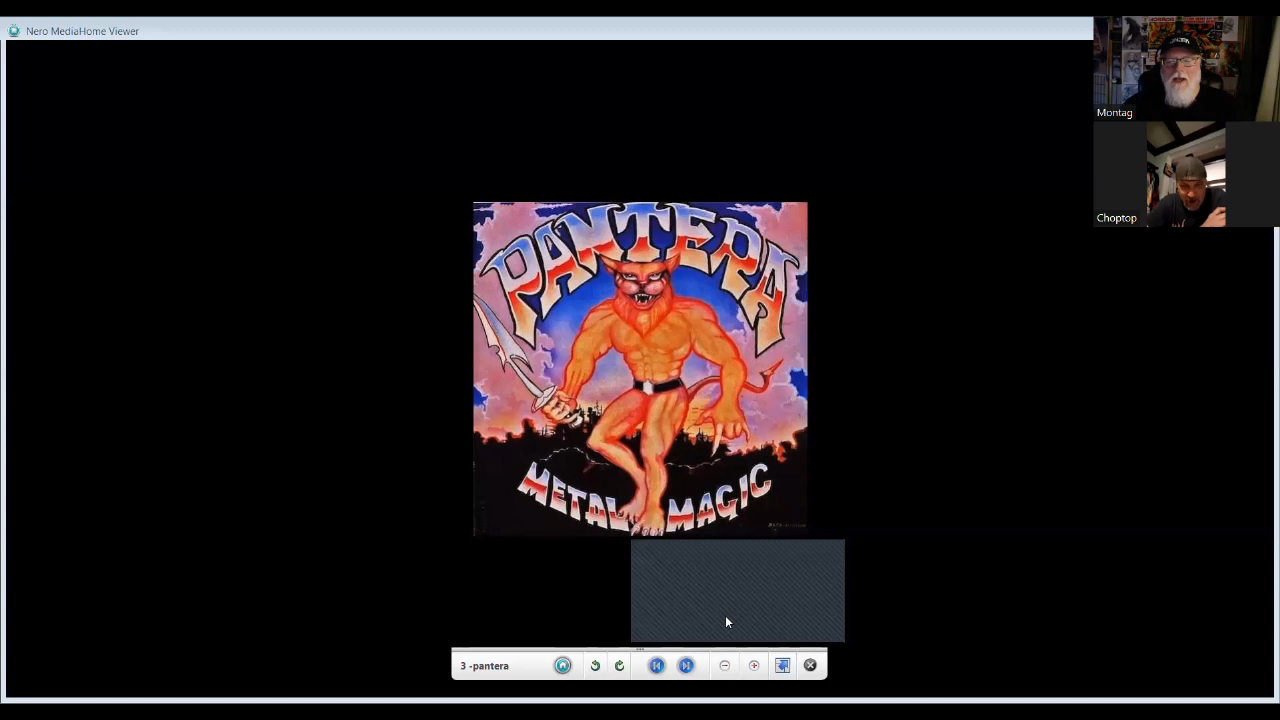 Nero MediaHome Viewer
Montag
Choptop
PANTERA
METAL MAGIC
3 -pantera